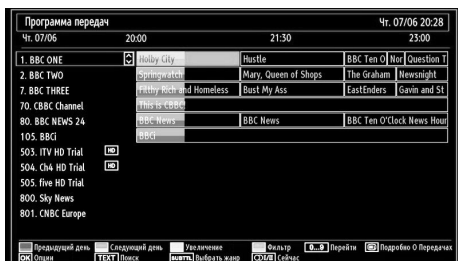 Программа передач Чт. 07/06 20:28
Чт. 07/06 20:00 21:30 23:00
1. BBC ONE Holby City Hustle BBC Ten O Nor Question T
2. BBC TWO Springwatch Mary, Queen of Shops The Graham Newsnight
7. BBC THREE Filthy Rich and Homeless Bust My Ass EastEnders Gavin and St
70. CBBC Channel This is CBBC!
80. BBC NEWS 24 BBC News BBC News BBC Ten O'Clock News Hour
105. BBCi BBCi
503. ITV HD Trial HD
504. Ch4 HD Trial HD
505. five HD Trial
800. Sky News
801. CNBC Europe
Предыдущий день Следующий день Увеличение Фильтр 0...9 Перейти Подробно О Передачах
OK Опции TEXT Поиск SUBTTL Выбрать жанр Сейчас